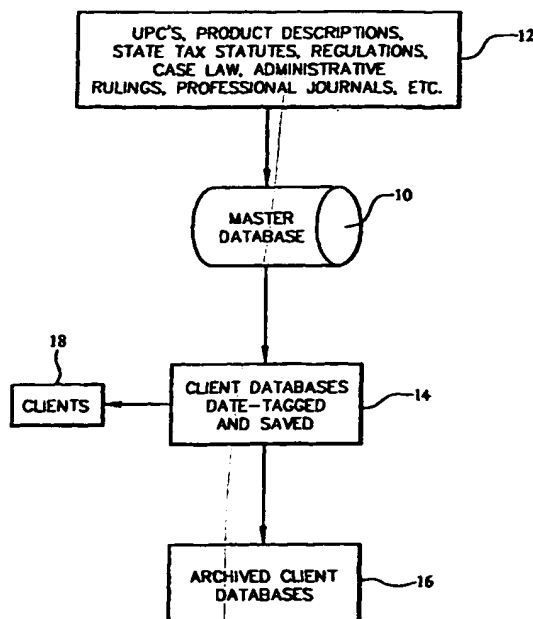 UPC'S, PRODUCT DESCRIPTIONS,
STATE TAX STATUTES, REGULATIONS,
CASE LAW, ADMINISTRATIVE
RULINGS, PROFESSIONAL JOURNALS, ETC.
12
MASTER
DATABASE
10
18
CLIENTS
CLIENT DATABASES
DATE-TAGGED
AND SAVED
14
ARCHIVED CLIENT
DATABASES
16